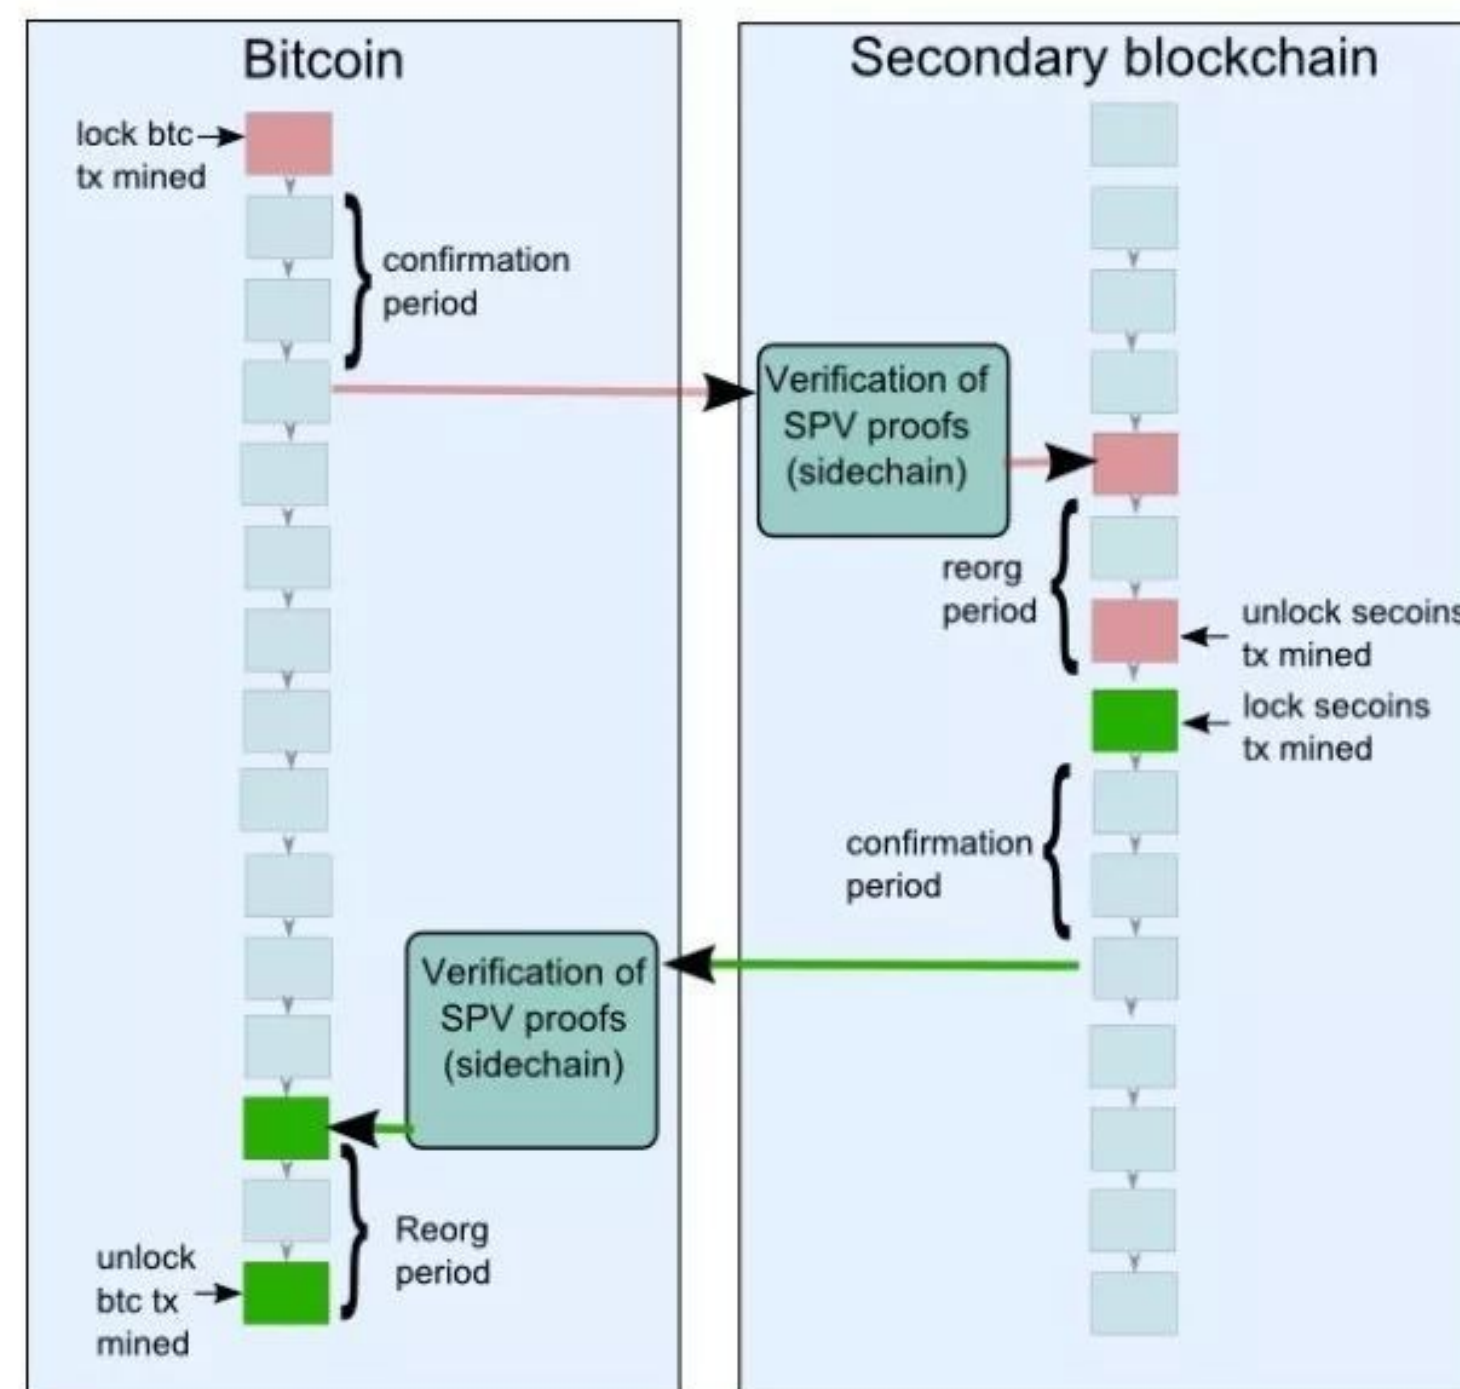 Bitcoin
lock btc
tx mined
confirmation
period
Verification of
SPV proofs
(sidechain)
Reorg
period
unlock
btc tx
mined
Secondary blockchain
Verification of
SPV proofs
(sidechain)
reorg
period
unlock secoins
tx mined
lock secoins
tx mined
confirmation
period